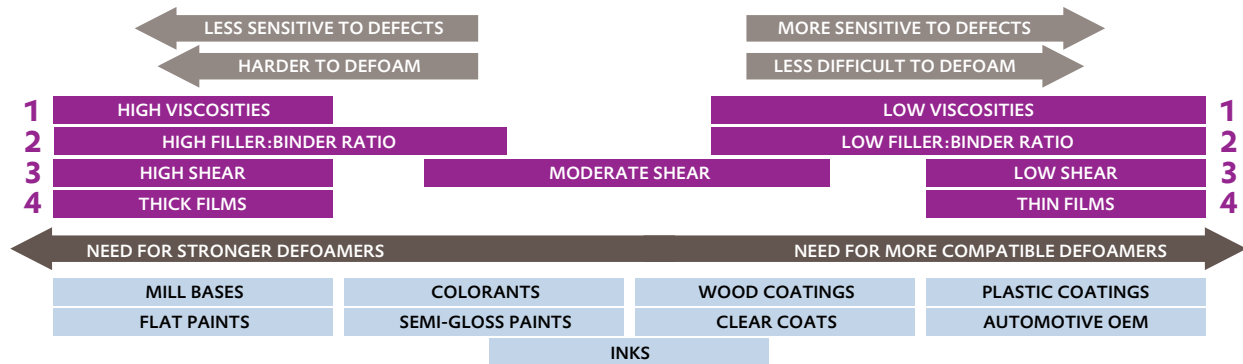 LESS SENSITIVE TO DEFECTS MORE SENSITIVE TO DEFECTS
HARDER TO DEFOAM LESS DIFFICULT TO DEFOAM
1 HIGH VISCOSITIES LOW VISCOSITIES 1
2 HIGH FILLER:BINDER RATIO LOW FILLER:BINDER RATIO 2
3 HIGH SHEAR MODERATE SHEAR LOW SHEAR 3
4 THICK FILMS THIN FILMS 4
NEED FOR STRONGER DEFOAMERS NEED FOR MORE COMPATIBLE DEFOAMERS
MILL BASES COLORANTS WOOD COATINGS PLASTIC COATINGS
FLAT PAINTS SEMI-GLOSS PAINTS CLEAR COATS AUTOMOTIVE OEM
INKS